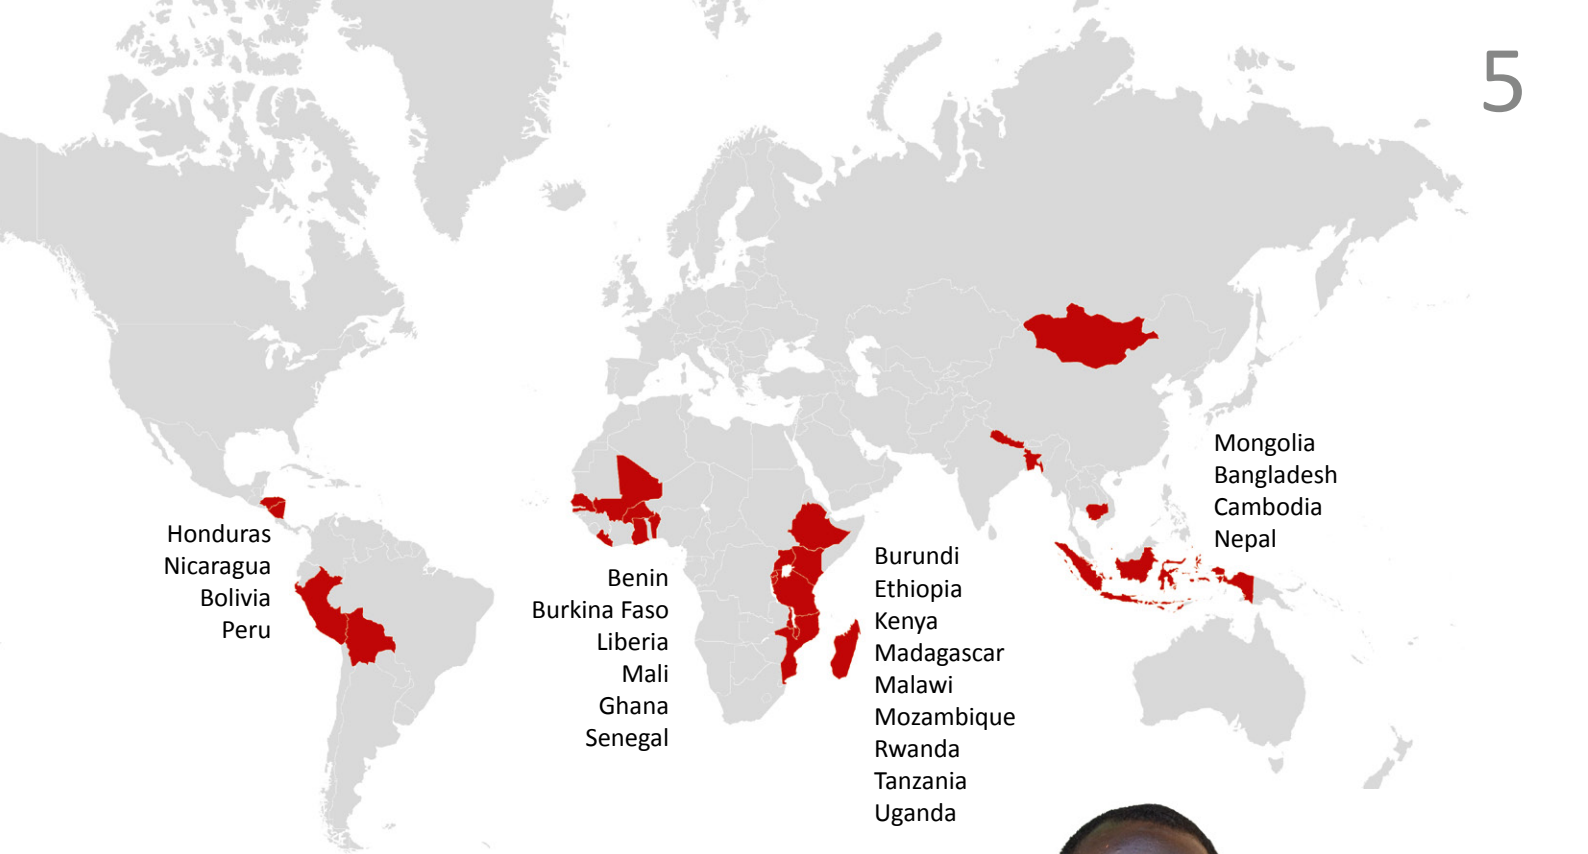 5
Honduras
Nicaragua
Bolivia
Peru
Benin
Burkina Faso
Liberia
Mali
Ghana
Senegal
Burundi
Ethiopia
Kenya
Madagascar
Malawi
Mozambique
Rwanda
Tanzania
Uganda
Mongolia
Bangladesh
Cambodia
Nepal